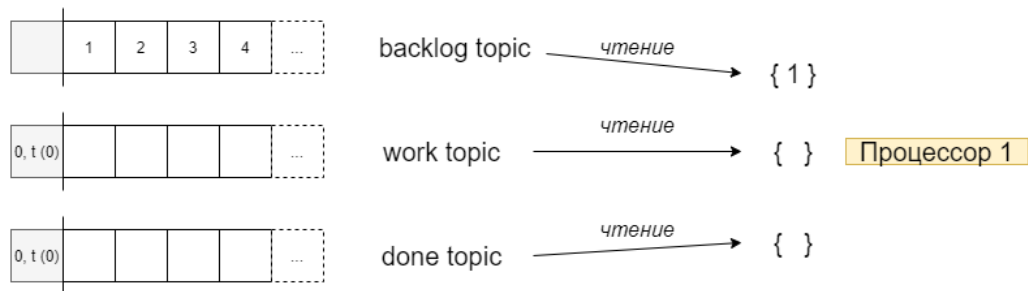 1 2 3 4 ... backlog topic чтение { 1 }
0, t (0) ... work topic чтение { } Процессор 1
0, t (0) ... done topic чтение { }